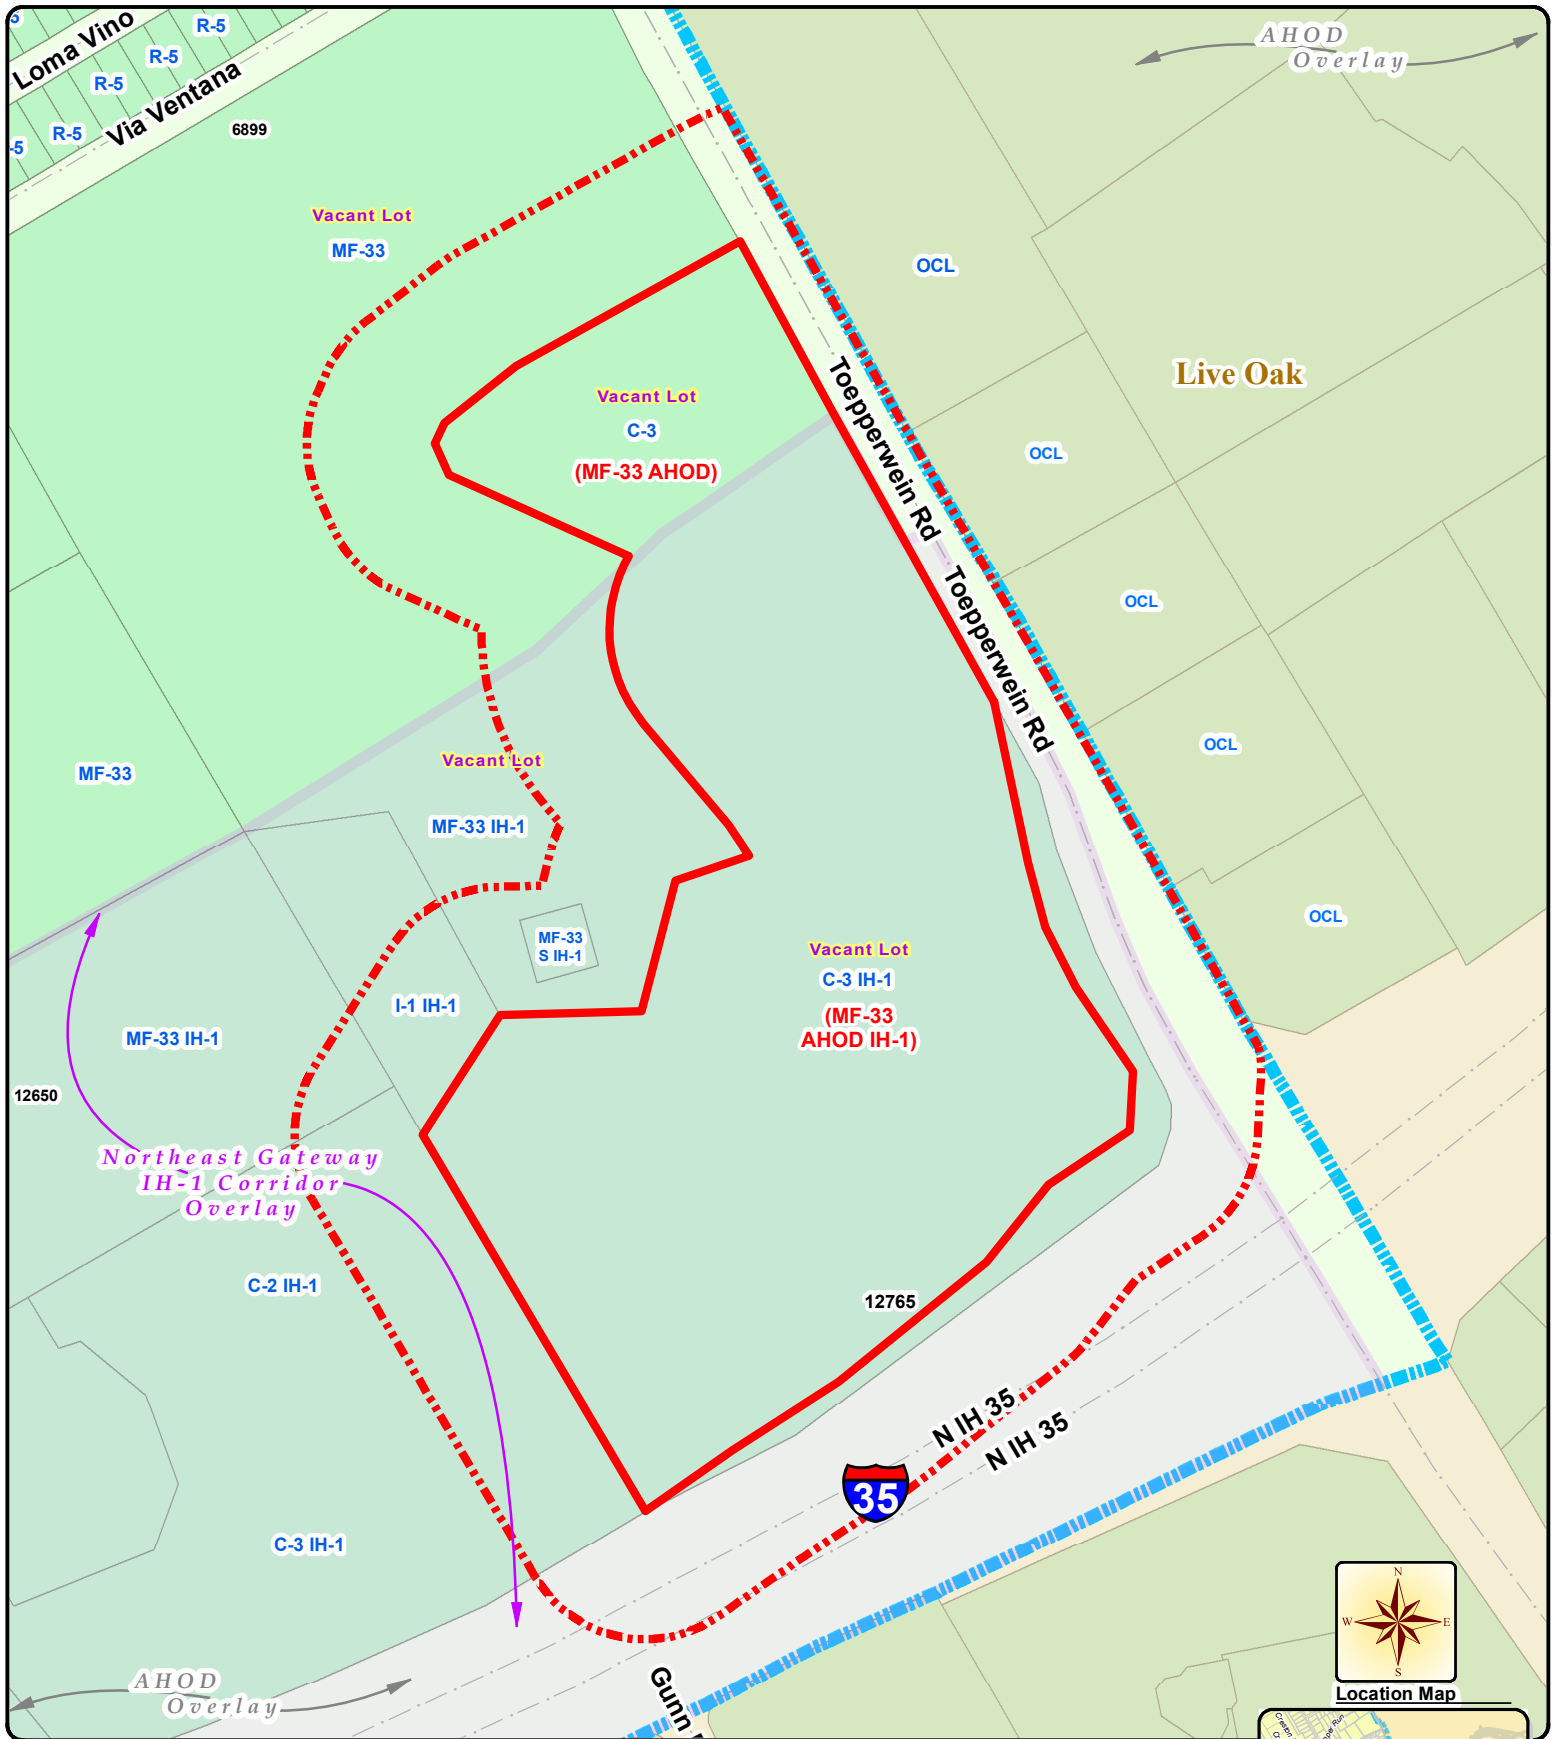 5
Loma Vino
R-5
R-5
R-5
R-5
-5
Via Ventana
6899
AHOD
Overlay
Vacant Lot
MF-33
OCL
Live Oak
Vacant Lot
C-3
(MF-33 AHOD)
Toepperwein Rd
OCL
Toepperwein Rd
OCL
OCL
Vacant Lot
MF-33
MF-33 IH-1
OCL
MF-33
S IH-1
Vacant Lot
C-3 IH-1
(MF-33
AHOD IH-1)
I-1 IH-1
MF-33 IH-1
12650
Northeast Gateway
IH-1 Corridor
Overlay
C-2 IH-1
12765
N IH 35
N IH 35
35
C-3 IH-1
N
W
E
S
AHOD
Overlay
Gunn
Location Map